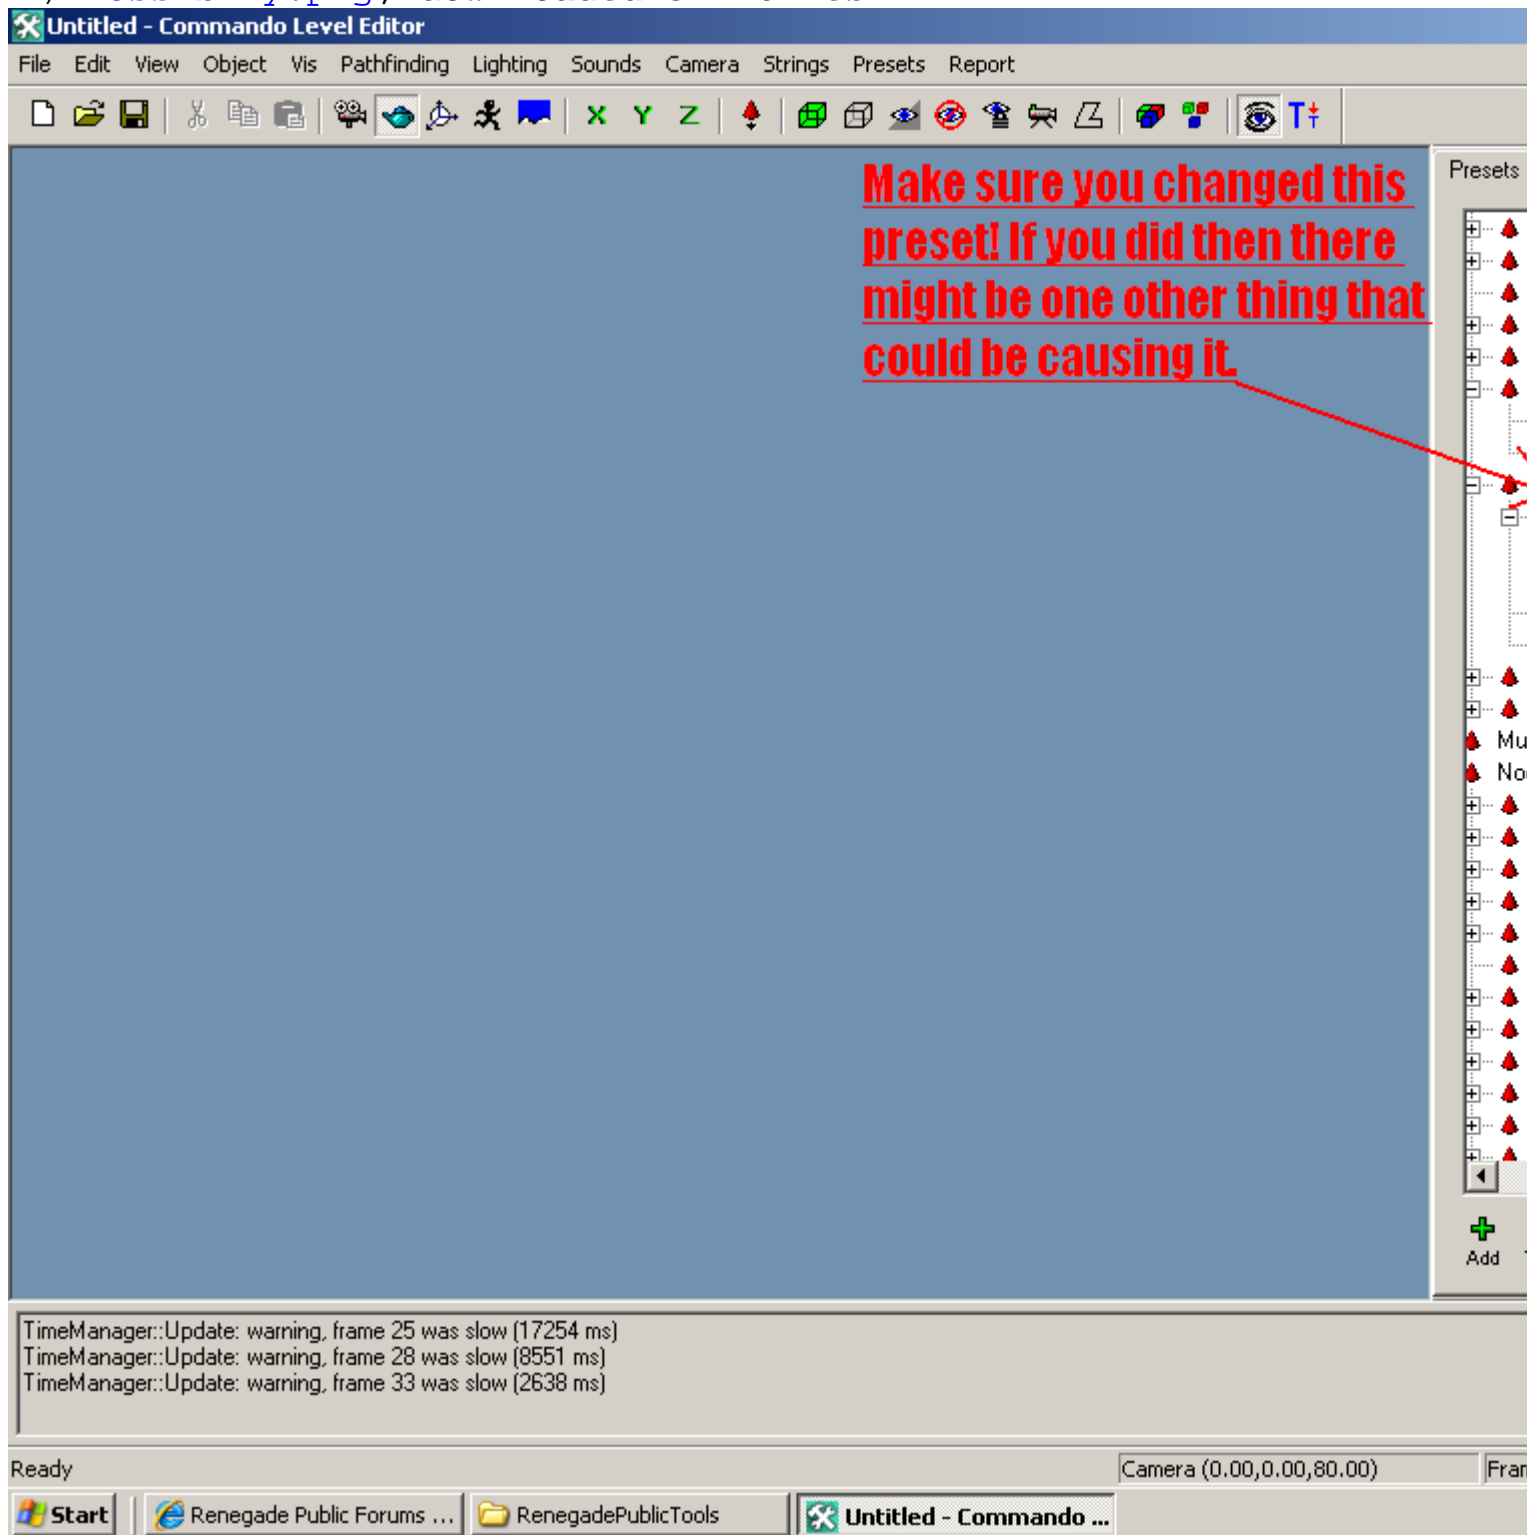 Untitled - Commando Level Editor
File Edit View Object Vis Pathfinding Lighting Sounds Camera Strings Presets Report
X Y Z T
Make sure you changed this
preset! If you did then there
might be one other thing that
could be causing it.
Presets
Mu
No
Add
TimeManager::Update: warning, frame 25 was slow (17254 ms)
TimeManager::Update: warning, frame 28 was slow (8551 ms)
TimeManager::Update: warning, frame 33 was slow (2638 ms)
Ready
Camera (0.00,0.00,80.00)
Fran
Start
Renegade Public Forums ...
RenegadePublicTools
Untitled - Commando ...